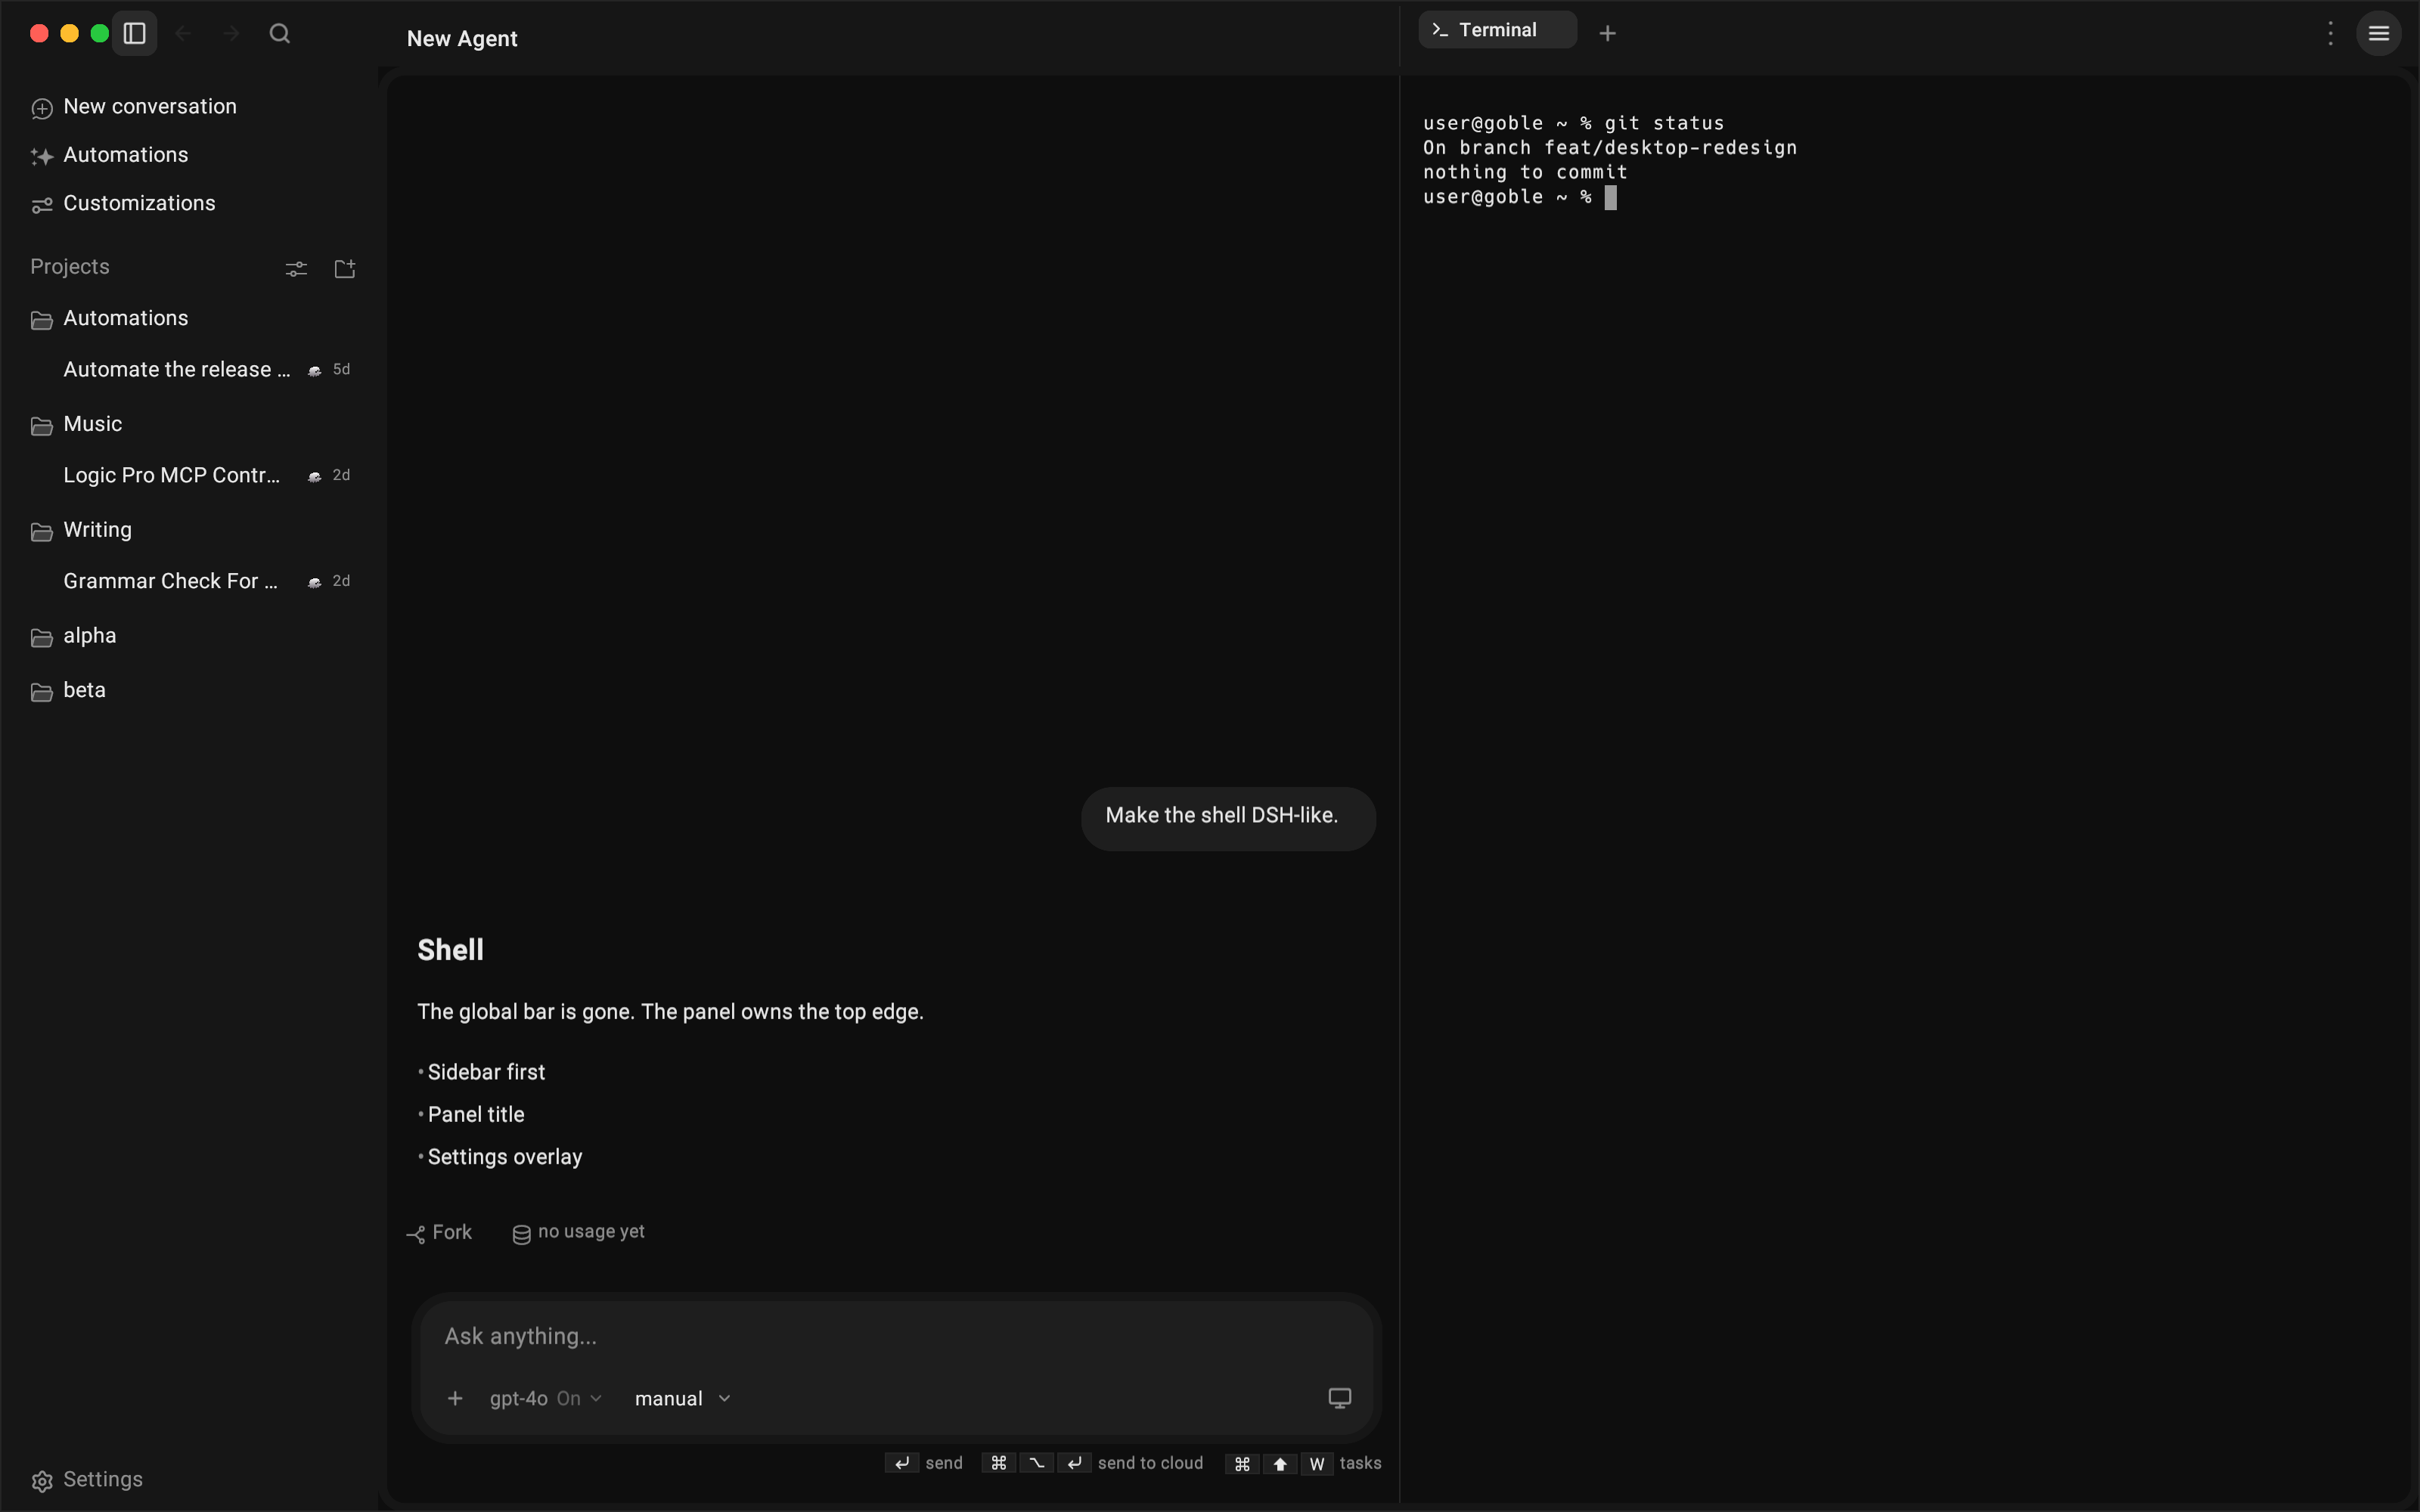 New Agent
Terminal
New conversation
Automations
Customizations
Projects
Automations
Automate the release ... 5d
Music
Logic Pro MCP Contr... 2d
Writing
Grammar Check For ... 2d
alpha
beta
Settings
Make the shell DSH-like.
Shell
The global bar is gone. The panel owns the top edge.
• Sidebar first
• Panel title
• Settings overlay
Fork no usage yet
Ask anything...
+ gpt-4o On manual
↵ send ⌘ ⌥ ↵ send to cloud ⌘ ⬆ W tasks
user@goble ~ % git status
On branch feat/desktop-redesign
nothing to commit
user@goble ~ %